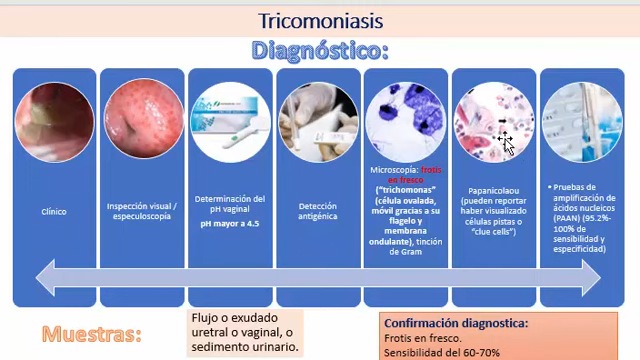 Tricomoniasis
Diagnóstico:
Clínico
Inspección visual /
especuloscopía
Determinación del
pH vaginal
pH mayor a 4.5
Detección
antigénica
Microscopía: frotis
en fresco
("trichomonas"
(célula ovalada,
móvil gracias a su
flagelo y
membrana
ondulante), tinción
de Gram
Papanicolaou
(pueden reportar
haber visualizado
células pistas o
"clue cells")
• Pruebas de
amplificación de
ácidos nucleicos
(PAAN) (95.2%-
100% de
sensibilidad y
especificidad)
Muestras:
Flujo o exudado
uretral o vaginal, o
sedimento urinario.
Confirmación diagnostica:
Frotis en fresco.
Sensibilidad del 60-70%